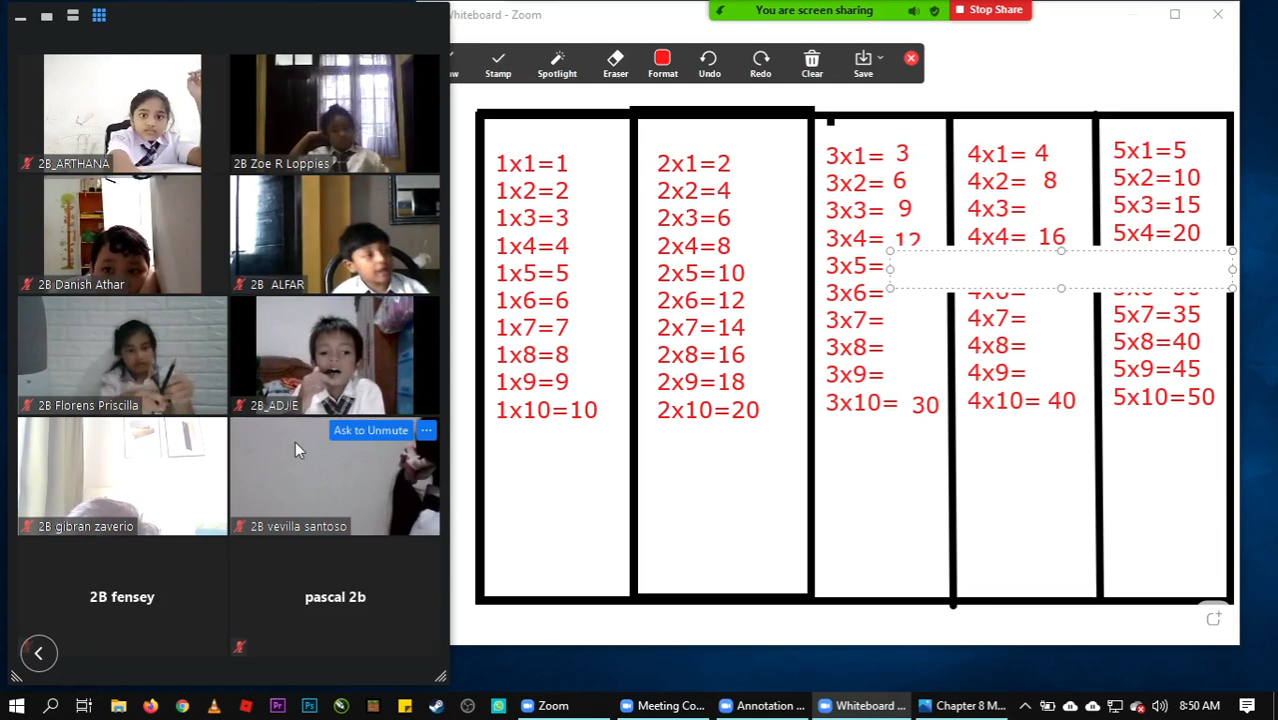 Whiteboard - Zoom
You are screen sharing
Stop Share
Stamp
Spotlight
Eraser
Format
Undo
Redo
Clear
Save
2B_ARTHANA
2B Zoe R Loppies
2B Danish Athar
2B_ ALFAR
2B Florens Priscilla
2B_ADJIE
Ask to Unmute
2B gibran zaverio
2B vevilla santoso
2B fensey
pascal 2b
1x1=1
1x2=2
1x3=3
1x4=4
1x5=5
1x6=6
1x7=7
1x8=8
1x9=9
1x10=10
2x1=2
2x2=4
2x3=6
2x4=8
2x5=10
2x6=12
2x7=14
2x8=16
2x9=18
2x10=20
3x1= 3
3x2= 6
3x3= 9
3x4= 12
3x5=
3x6=
3x7=
3x8=
3x9=
3x10= 30
4x1= 4
4x2= 8
4x3=
4x4= 16
4x6=
4x7=
4x8=
4x9=
4x10= 40
5x1=5
5x2=10
5x3=15
5x4=20
5x6=30
5x7=35
5x8=40
5x9=45
5x10=50
Zoom
Meeting Co...
Annotation ...
Whiteboard ...
Chapter 8 M...
8:50 AM